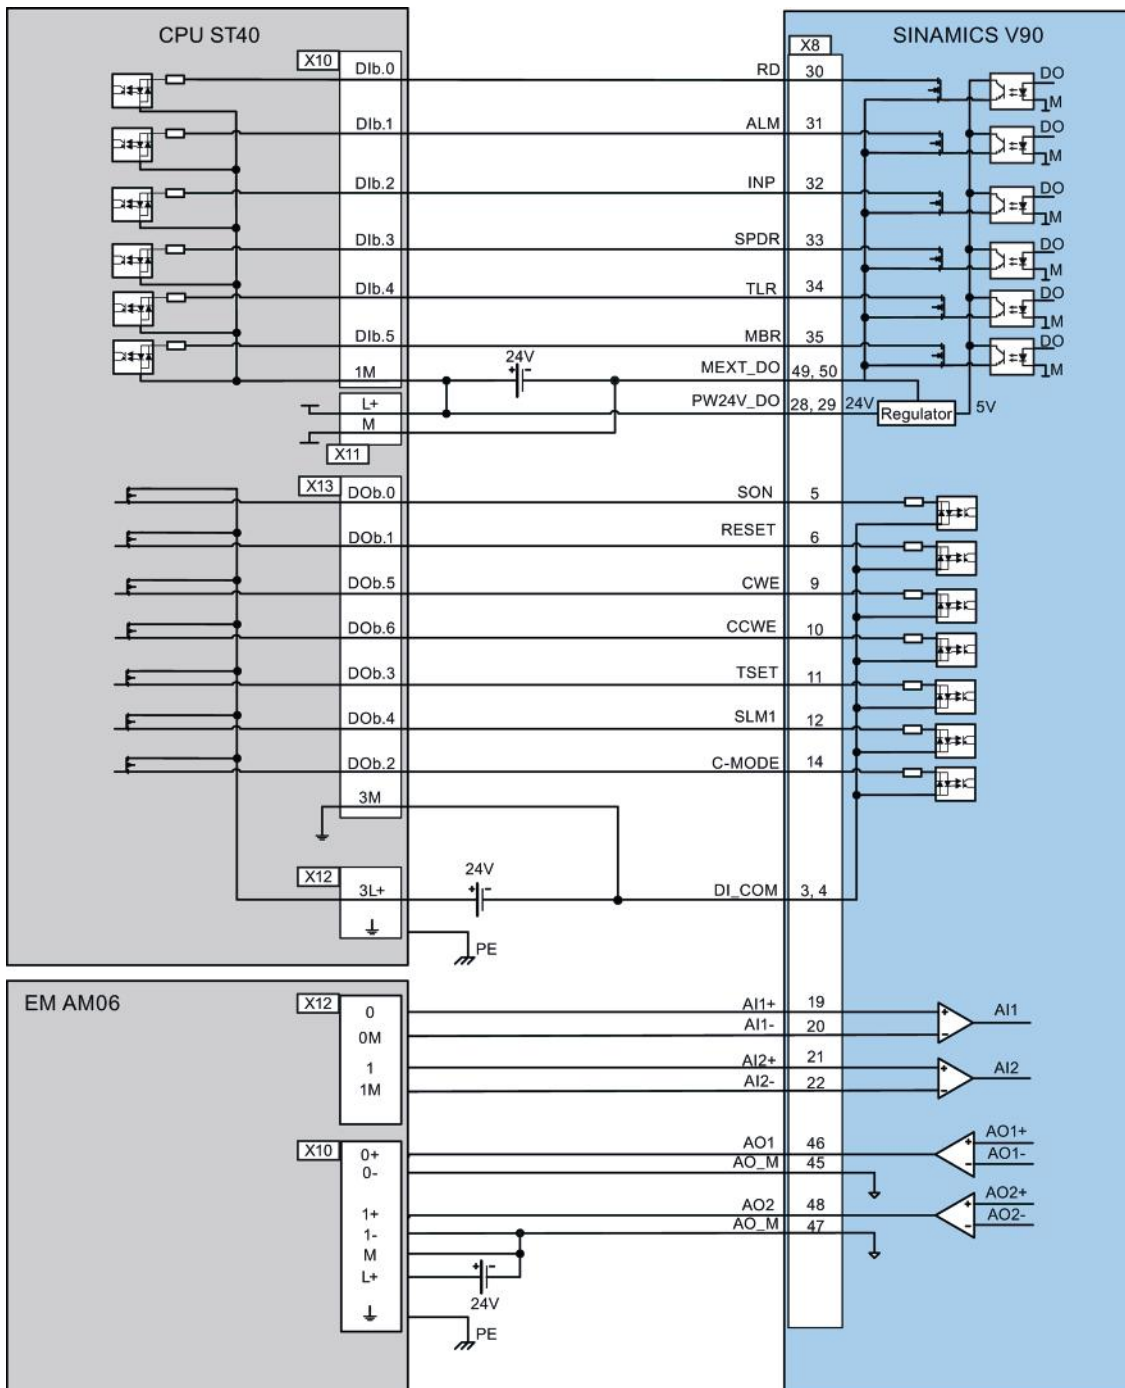 CPU ST40 SINAMICS V90
X10 X8
DIb.0 RD 30 DO
M
DIb.1 ALM 31 DO
M
DIb.2 INP 32 DO
M
DIb.3 SPDR 33 DO
M
DIb.4 TLR 34 DO
M
DIb.5 MBR 35 DO
M
24V
+ -
1M MEXT_DO 49, 50
L+ PW24V_DO 28, 29 24V Regulator 5V
M
X11
X13
DOb.0 SON 5
DOb.1 RESET 6
DOb.5 CWE 9
DOb.6 CCWE 10
DOb.3 TSET 11
DOb.4 SLM1 12
DOb.2 C-MODE 14
3M
X12 24V
+ -
3L+ DI_COM 3, 4
PE
EM AM06
X12
0 AI1+ 19 + AI1
0M AI1- 20 -
1 AI2+ 21 + AI2
1M AI2- 22 -
X10
0+ AO1 46 + AO1+
0- AO_M 45 - AO1-
1+ AO2 48 + AO2+
1- AO_M 47 - AO2-
M
+ -
L+
24V
PE